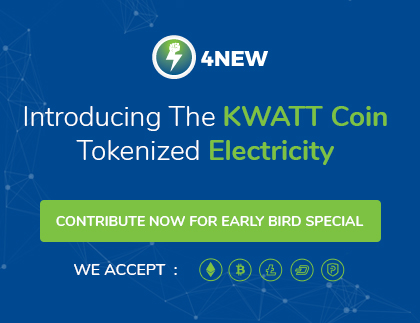 4NEW
Introducing The KWATT Coin
Tokenized Electricity
CONTRIBUTE NOW FOR EARLY BIRD SPECIAL
WE ACCEPT :